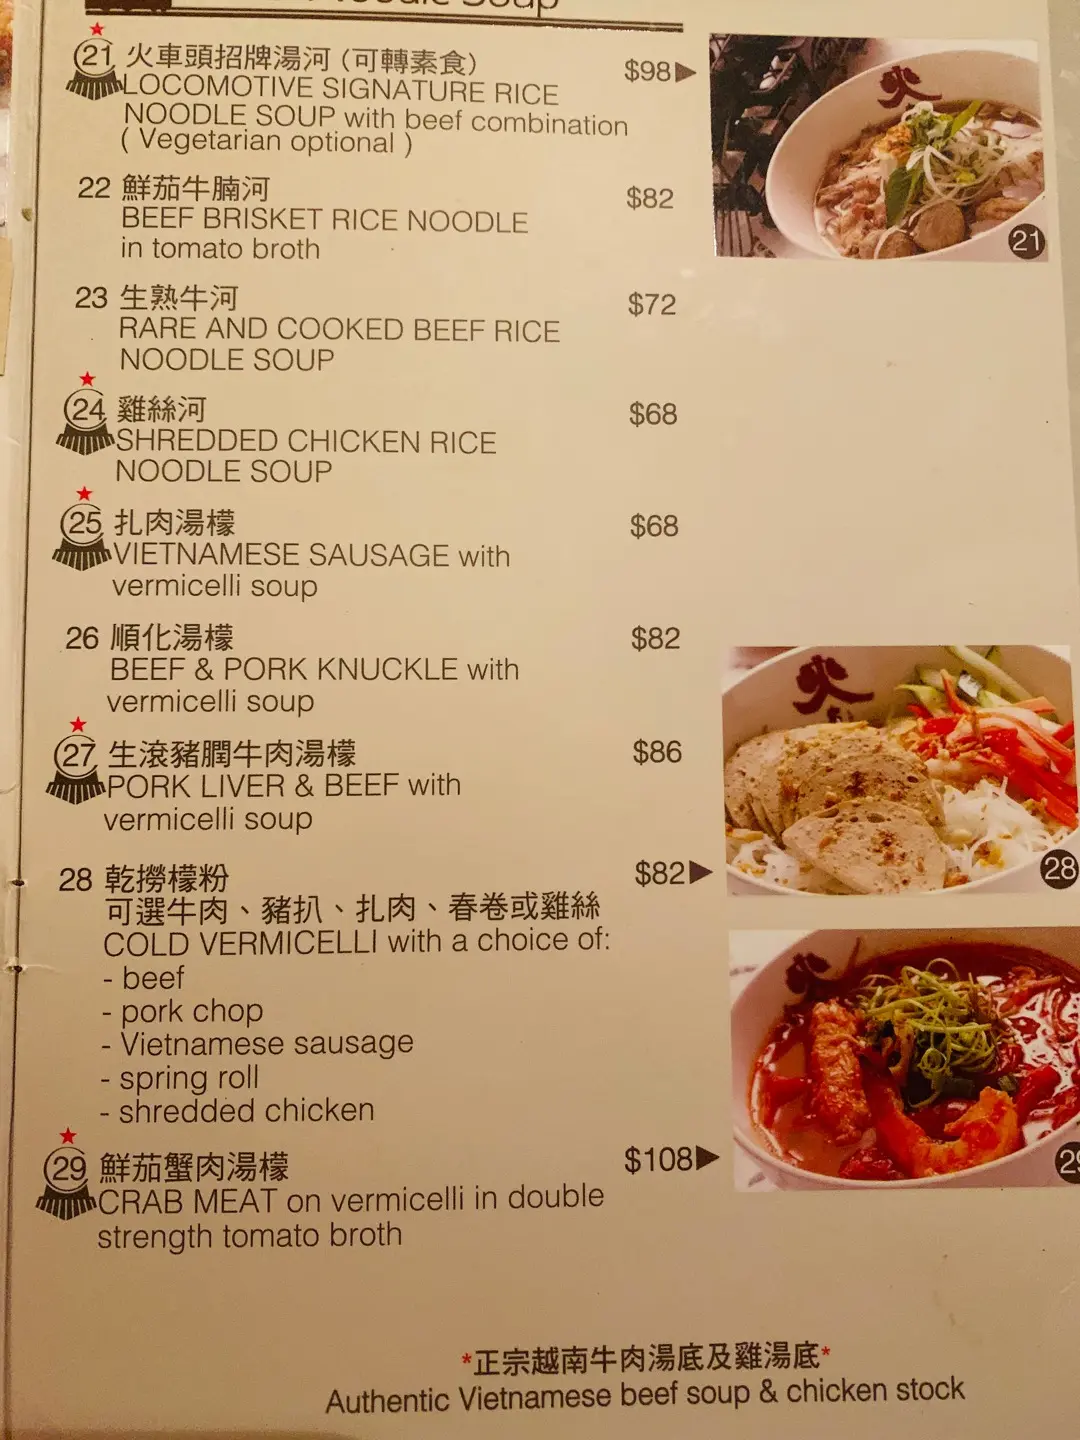 Noodle Soup
21 火車頭招牌湯河 (可轉素食) $98▶
LOCOMOTIVE SIGNATURE RICE
NOODLE SOUP with beef combination
( Vegetarian optional )
22 鮮茄牛腩河 $82
BEEF BRISKET RICE NOODLE
in tomato broth
23 生熟牛河 $72
RARE AND COOKED BEEF RICE
NOODLE SOUP
24 雞絲河 $68
SHREDDED CHICKEN RICE
NOODLE SOUP
25 扎肉湯檬 $68
VIETNAMESE SAUSAGE with
vermicelli soup
26 順化湯檬 $82
BEEF & PORK KNUCKLE with
vermicelli soup
27 生滾豬膶牛肉湯檬 $86
PORK LIVER & BEEF with
vermicelli soup
28 乾撈檬粉 $82▶
可選牛肉、豬扒、扎肉、春卷或雞絲
COLD VERMICELLI with a choice of:
- beef
- pork chop
- Vietnamese sausage
- spring roll
- shredded chicken
29 鮮茄蟹肉湯檬 $108▶
CRAB MEAT on vermicelli in double
strength tomato broth
*正宗越南牛肉湯底及雞湯底*
Authentic Vietnamese beef soup & chicken stock
火
21
火
28
火
29